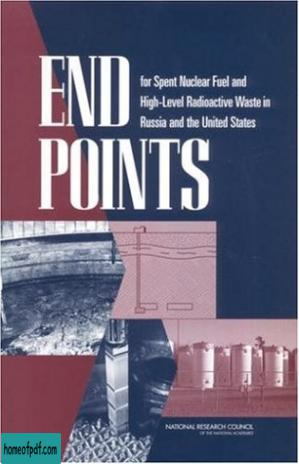 END
POINTS
for Spent Nuclear Fuel and
High-Level Radioactive Waste in
Russia and the United States
NATIONAL RESEARCH COUNCIL
OF THE NATIONAL ACADEMIES
homeofpdf.com